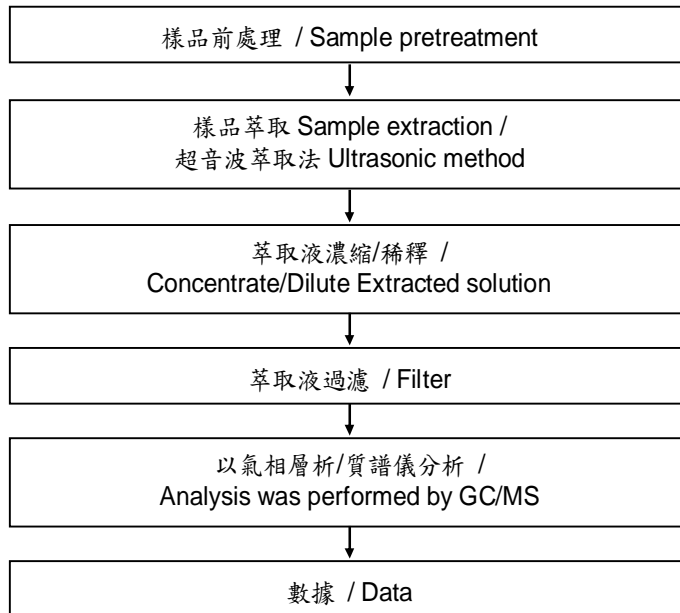 樣品前處理 / Sample pretreatment
樣品萃取 Sample extraction /
超音波萃取法 Ultrasonic method
萃取液濃縮/稀釋 /
Concentrate/Dilute Extracted solution
萃取液過濾 / Filter
以氣相層析/質譜儀分析 /
Analysis was performed by GC/MS
數據 / Data